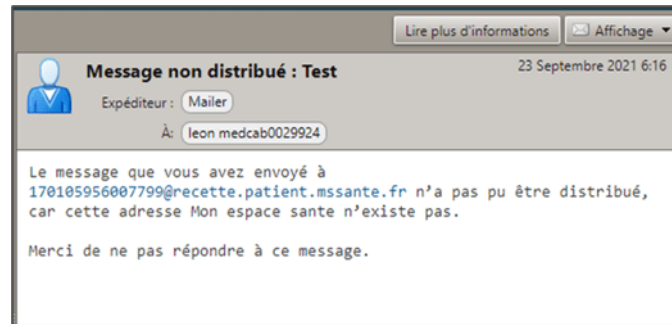 Lire plus d'informations Affichage
Message non distribué : Test 23 Septembre 2021 6:16
Expéditeur : Mailer
À: leon medcab0029924
Le message que vous avez envoyé à
170105956007799@recette.patient.mssante.fr n’a pas pu être distribué,
car cette adresse Mon espace sante n’existe pas.
Merci de ne pas répondre à ce message.